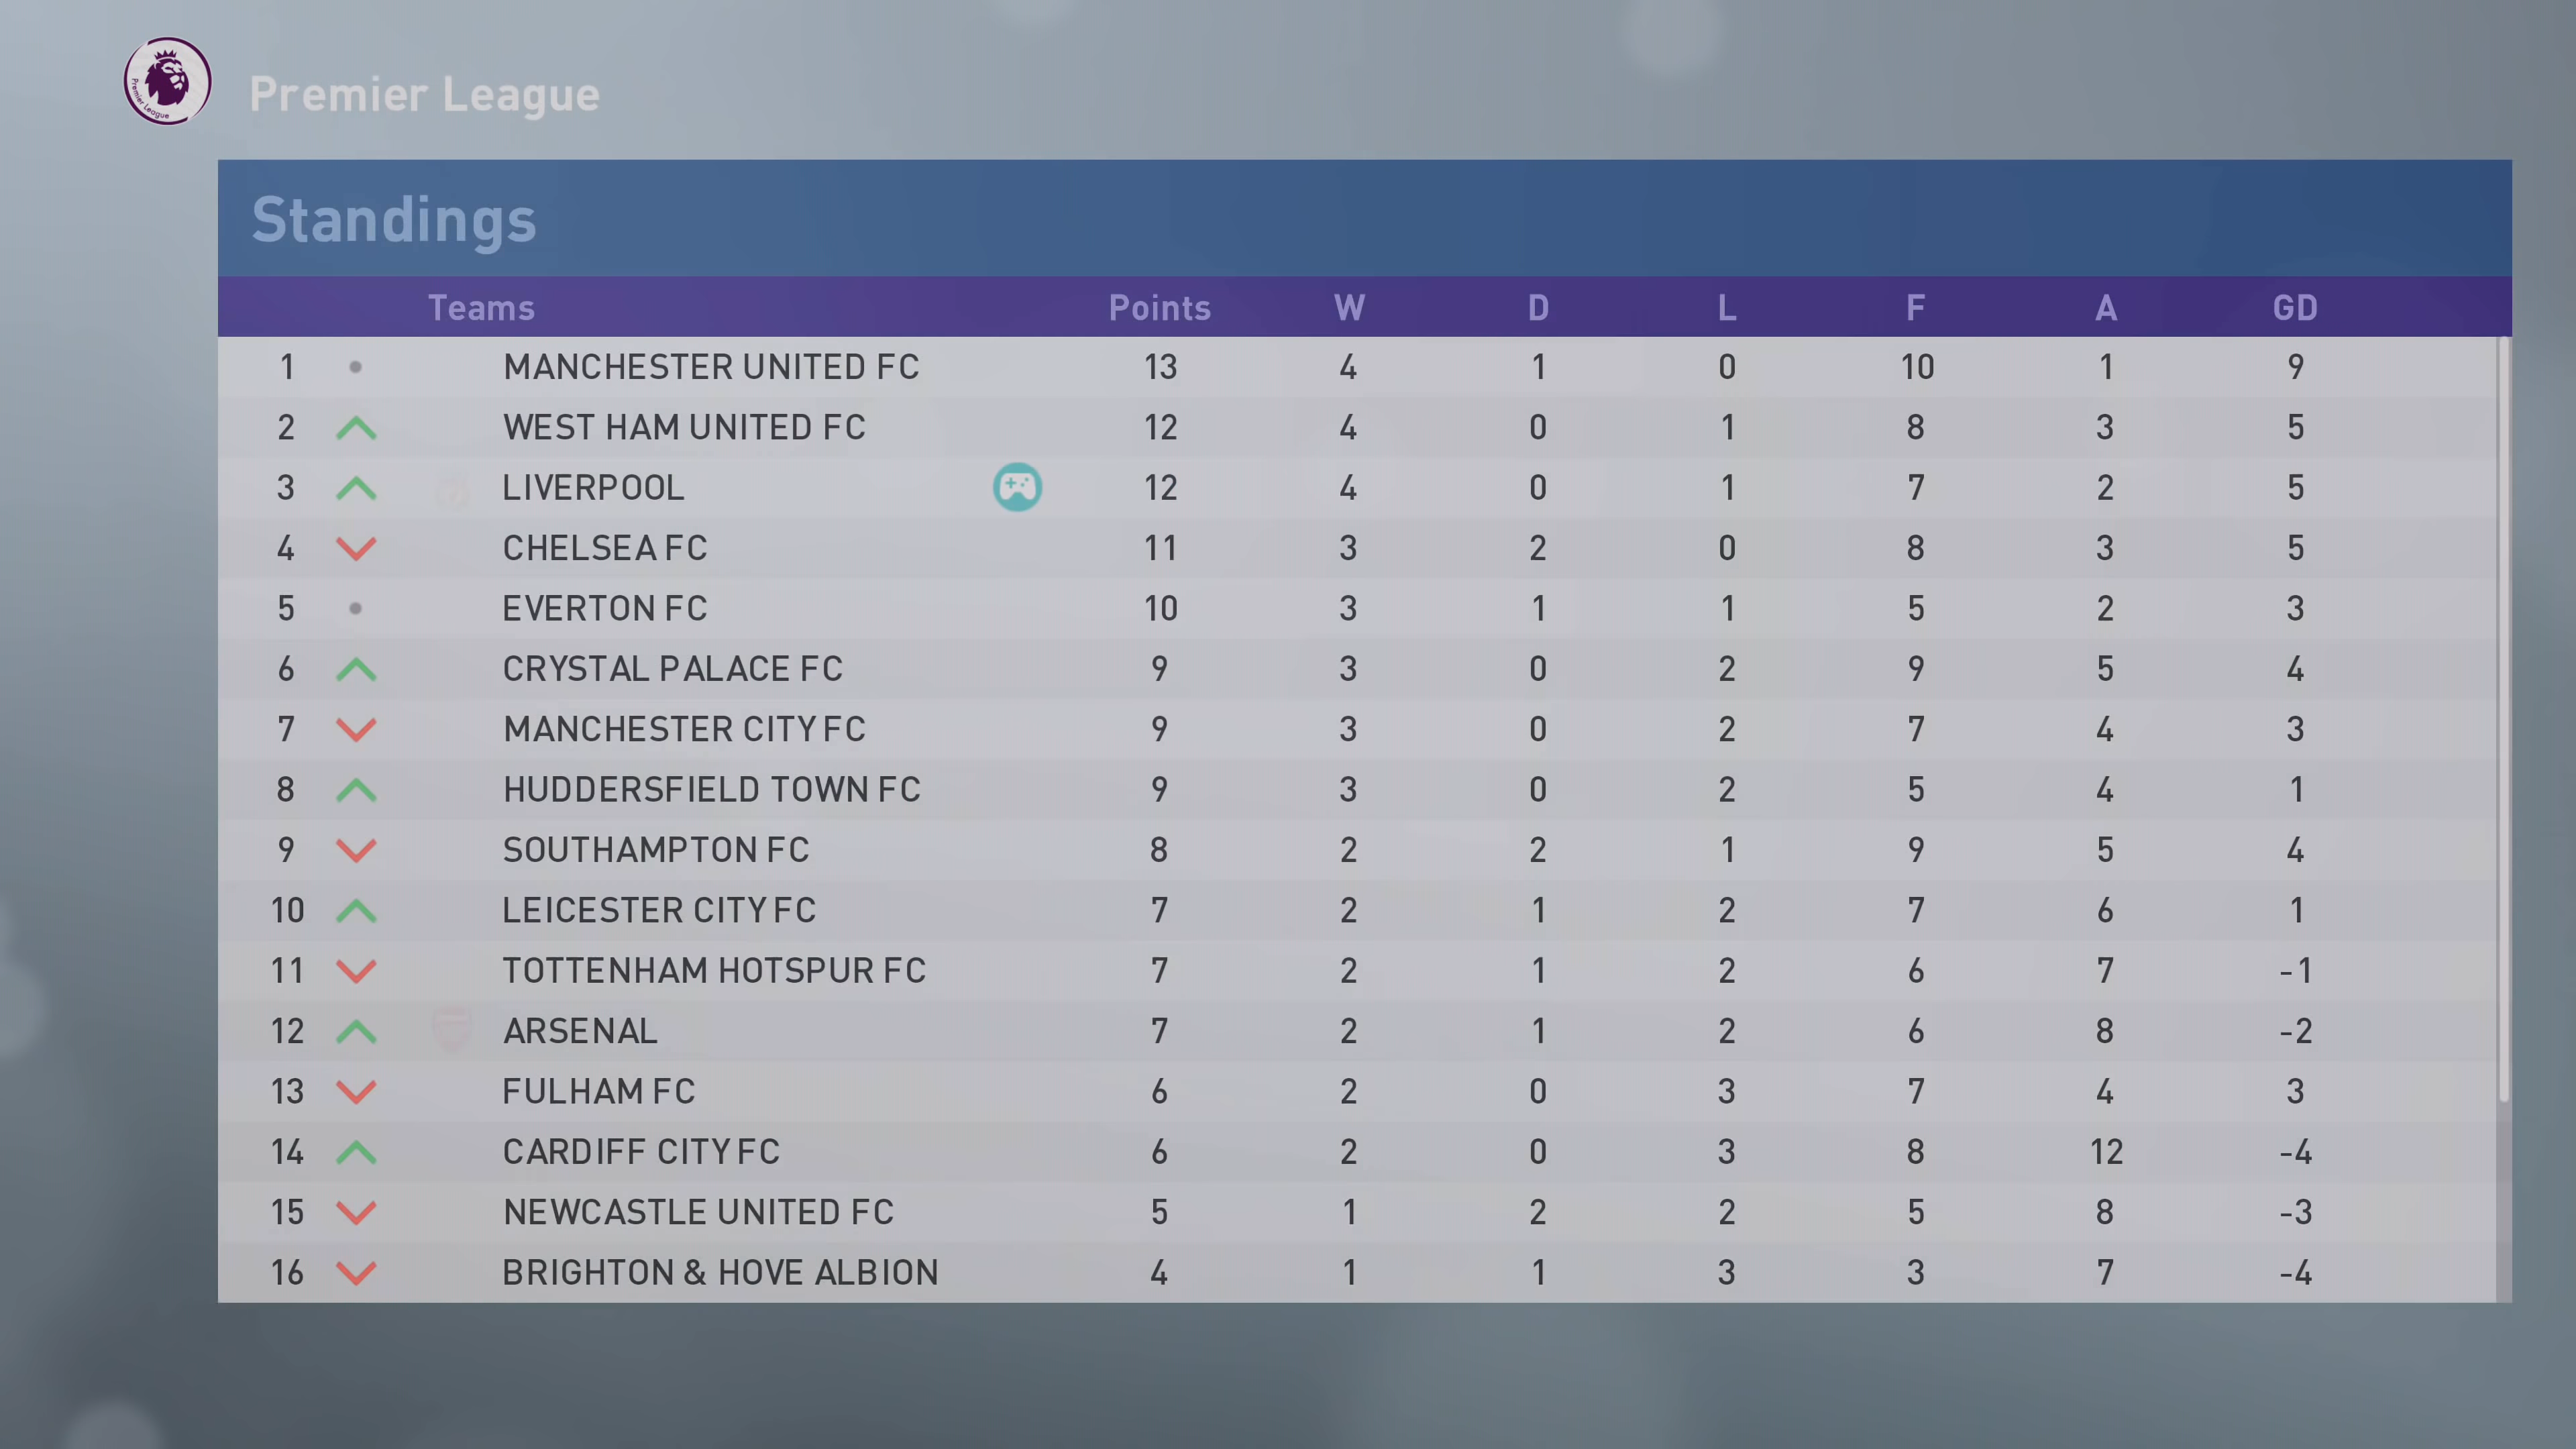 Premier League
Premier League
Standings
Teams Points W D L F A GD
1 MANCHESTER UNITED FC 13 4 1 0 10 1 9
2 WEST HAM UNITED FC 12 4 0 1 8 3 5
3 LIVERPOOL 12 4 0 1 7 2 5
4 CHELSEA FC 11 3 2 0 8 3 5
5 EVERTON FC 10 3 1 1 5 2 3
6 CRYSTAL PALACE FC 9 3 0 2 9 5 4
7 MANCHESTER CITY FC 9 3 0 2 7 4 3
8 HUDDERSFIELD TOWN FC 9 3 0 2 5 4 1
9 SOUTHAMPTON FC 8 2 2 1 9 5 4
10 LEICESTER CITY FC 7 2 1 2 7 6 1
11 TOTTENHAM HOTSPUR FC 7 2 1 2 6 7 -1
12 ARSENAL 7 2 1 2 6 8 -2
13 FULHAM FC 6 2 0 3 7 4 3
14 CARDIFF CITY FC 6 2 0 3 8 12 -4
15 NEWCASTLE UNITED FC 5 1 2 2 5 8 -3
16 BRIGHTON & HOVE ALBION 4 1 1 3 3 7 -4